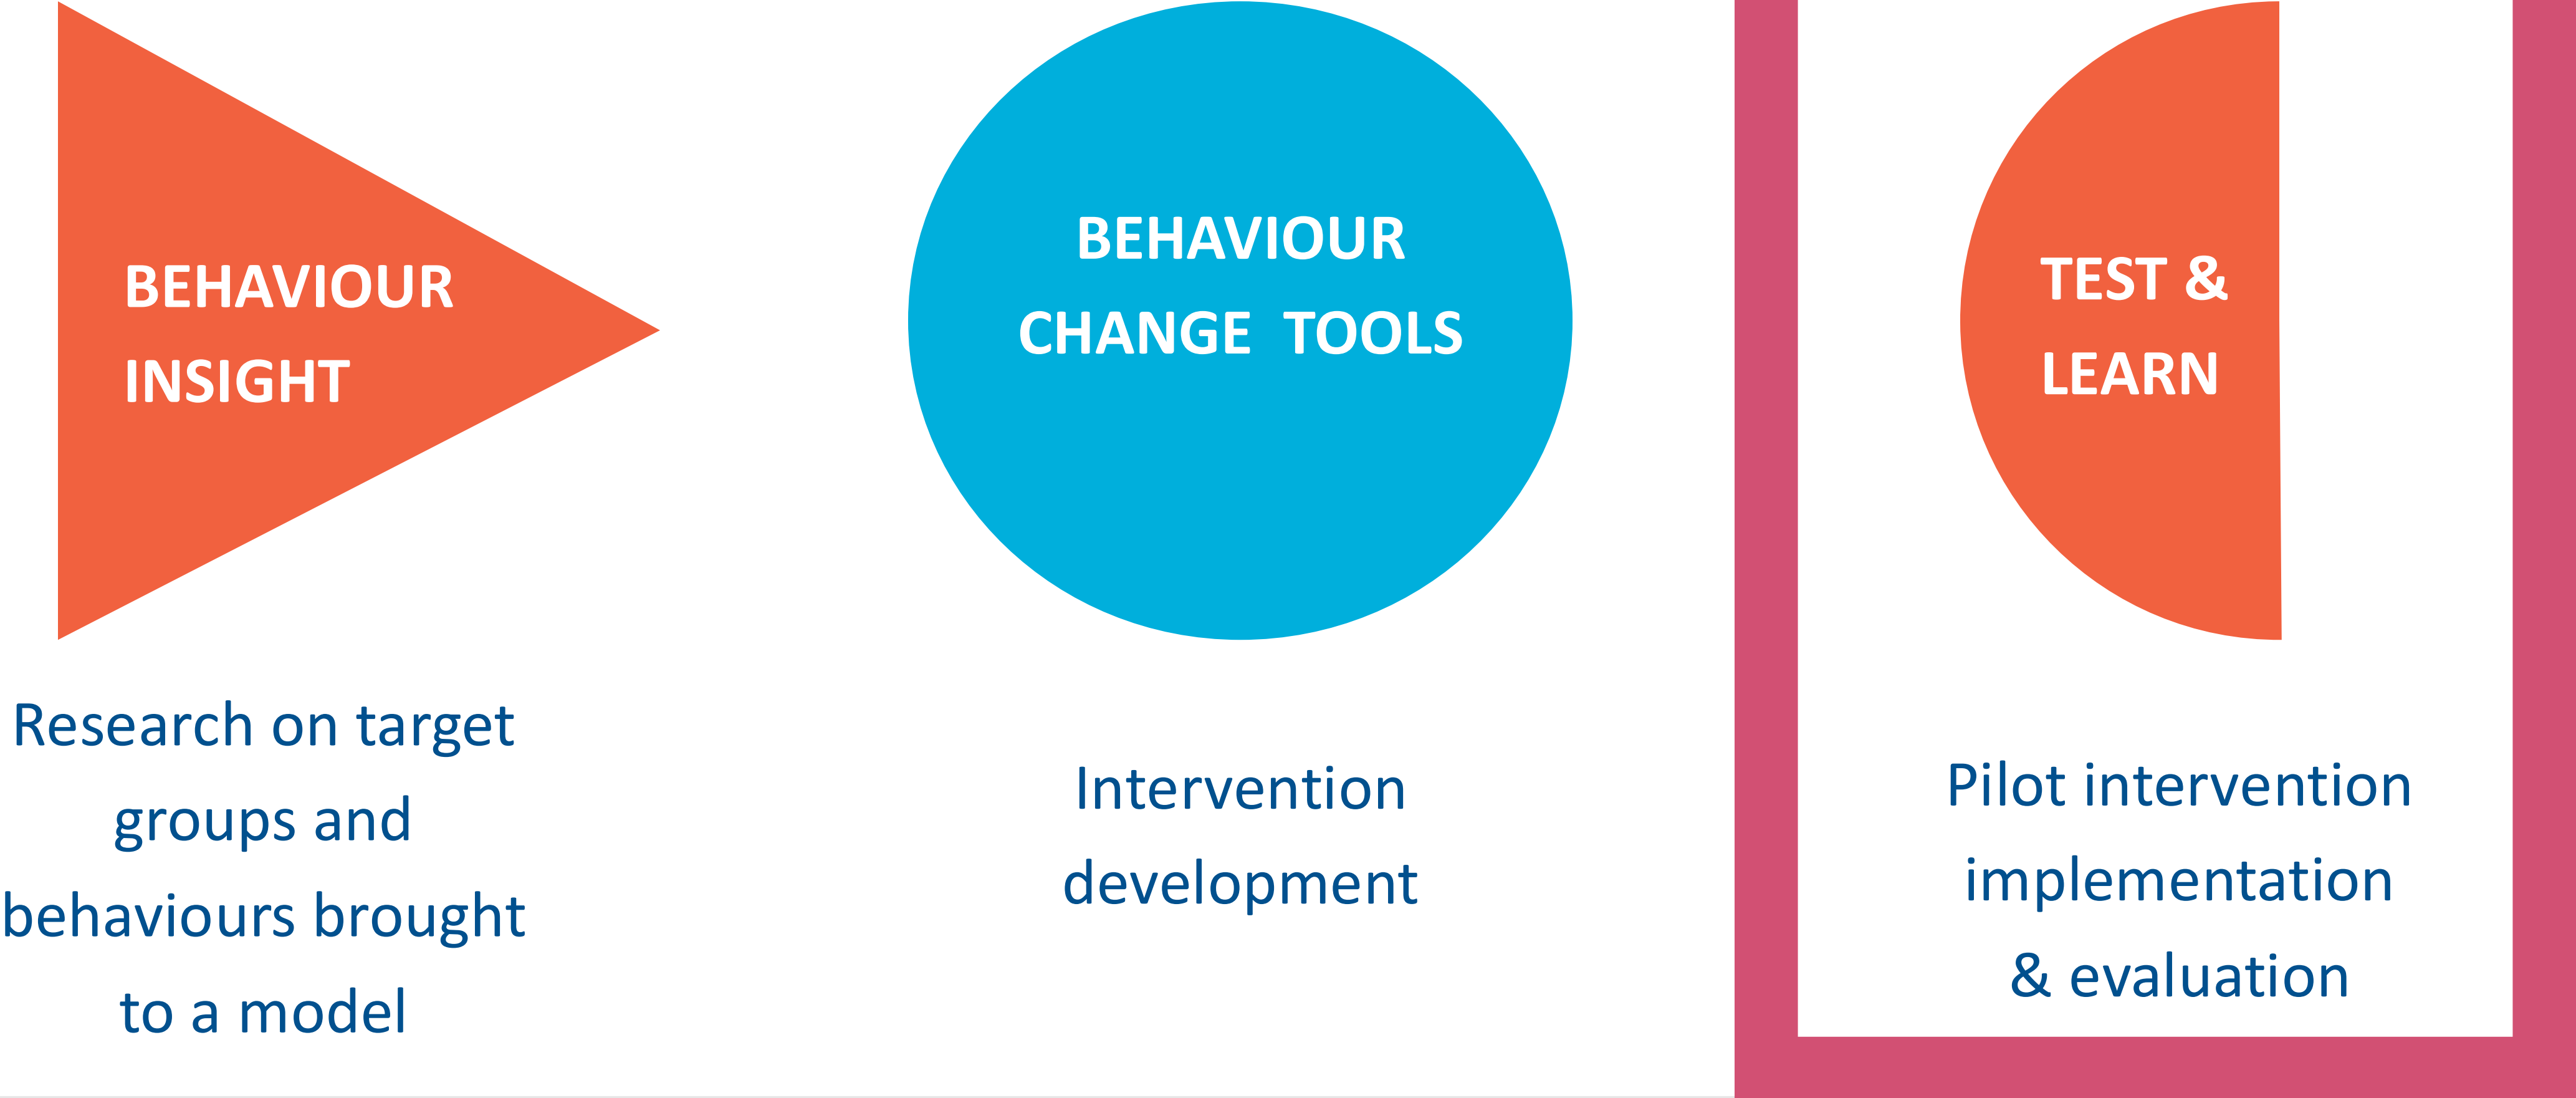 BEHAVIOUR
INSIGHT
Research on target
groups and
behaviours brought
to a model
BEHAVIOUR
CHANGE TOOLS
Intervention
development
TEST &
LEARN
Pilot intervention
implementation
& evaluation